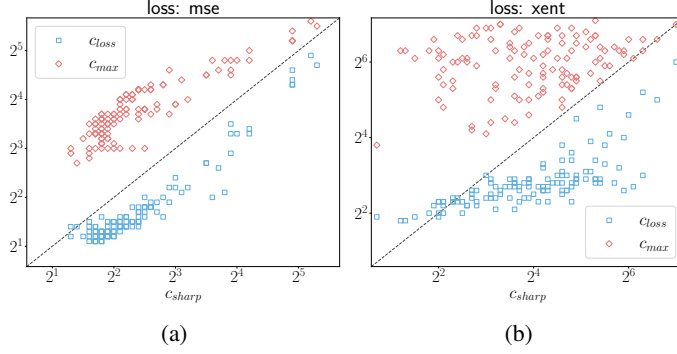 loss: mse
loss: xent
2^5
2^4
2^3
2^2
2^1
c_loss
c_max
2^1
2^2
2^3
2^4
2^5
c_sharp
(a)
2^6
2^4
2^2
c_loss
c_max
2^2
2^4
2^6
c_sharp
(b)